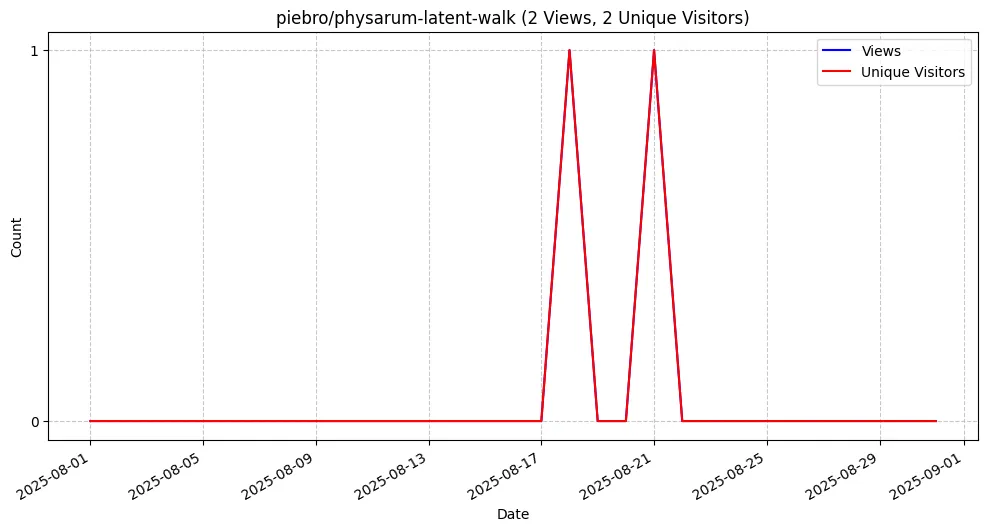 piebro/physarum-latent-walk (2 Views, 2 Unique Visitors)
Views
Unique Visitors
1
0
Count
2025-08-01
2025-08-05
2025-08-09
2025-08-13
2025-08-17
2025-08-21
2025-08-25
2025-08-29
2025-09-01
Date